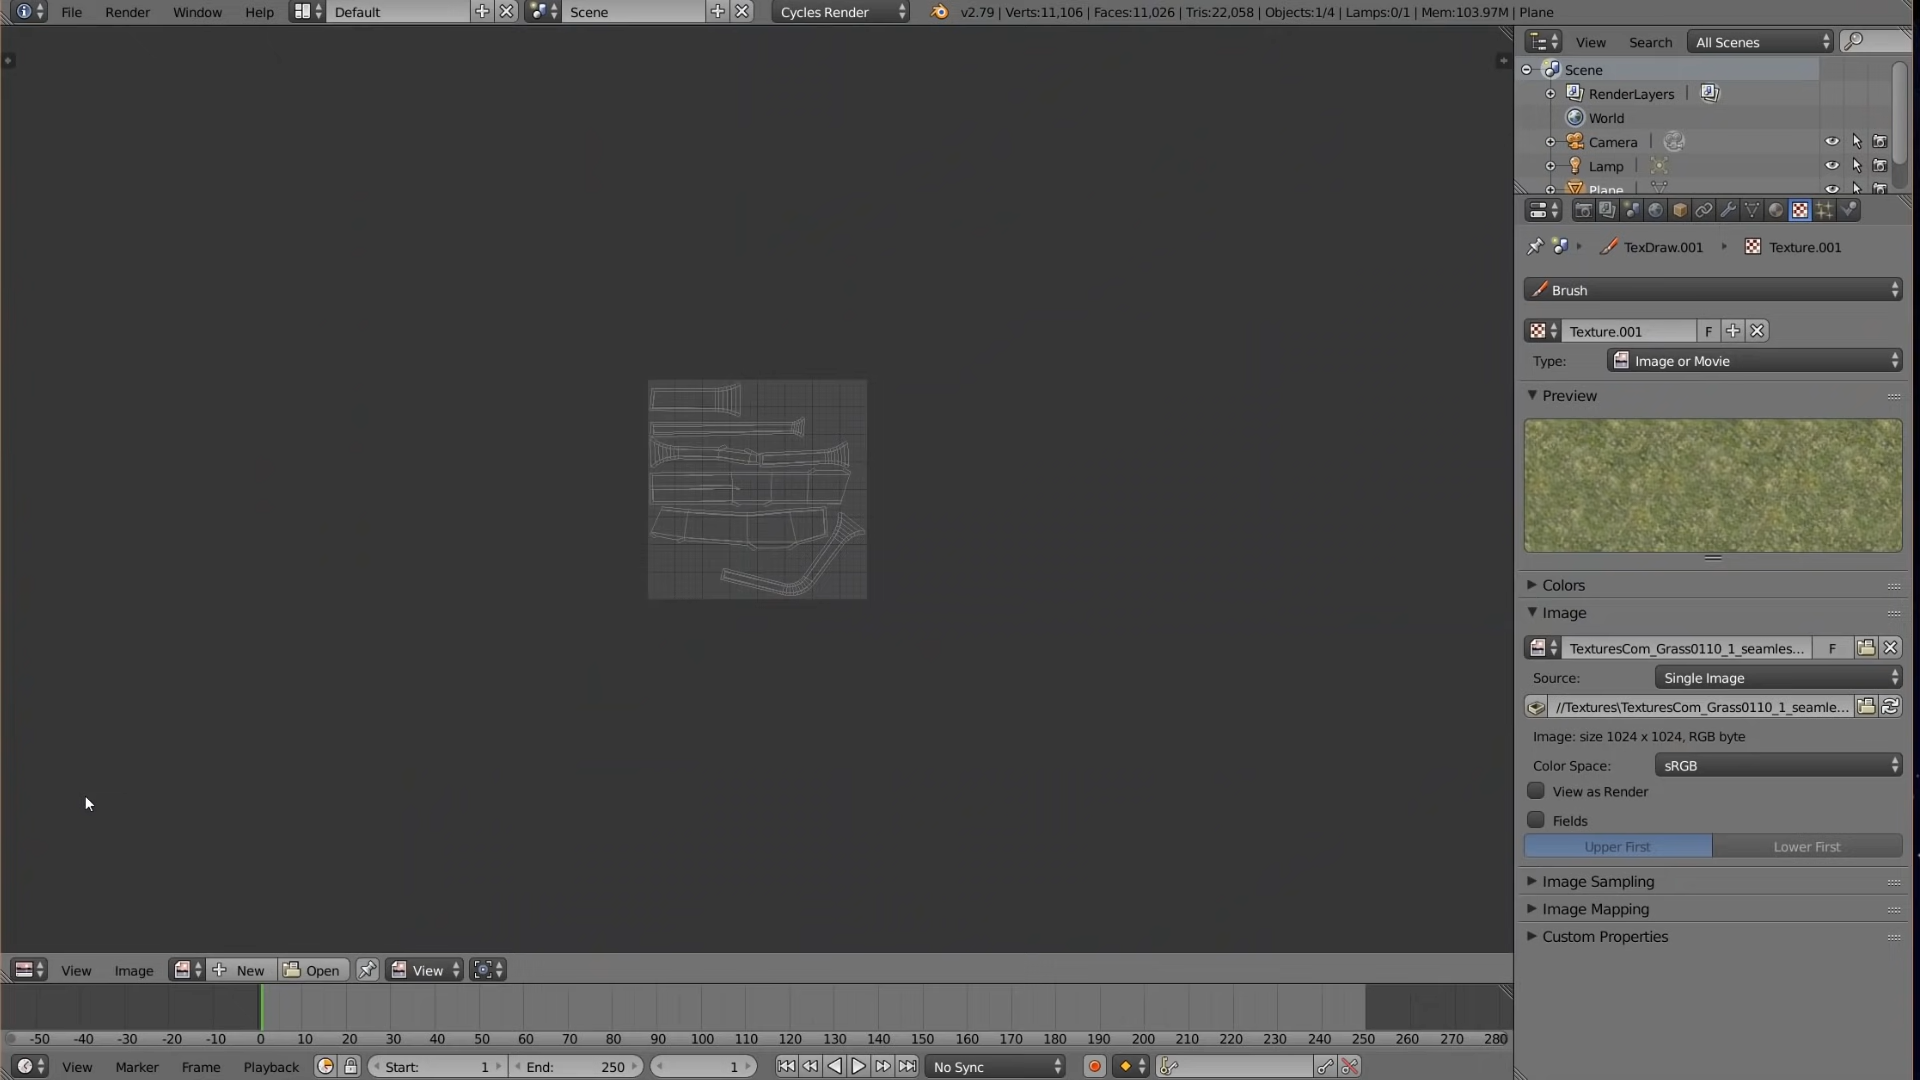 File Render Window Help Default Scene Cycles Render v2.79 | Verts:11,106 | Faces:11,026 | Tris:22,058 | Objects:1/4 | Lamps:0/1 | Mem:103.97M | Plane
View Search All Scenes
Scene
RenderLayers
World
Camera
Lamp
Plane
TexDraw.001 Texture.001
Brush
Texture.001 F
Type: Image or Movie
Preview
Colors
Image
TexturesCom_Grass0110_1_seamles... F
Source: Single Image
//Textures\TexturesCom_Grass0110_1_seamle...
Image: size 1024 x 1024, RGB byte
Color Space: sRGB
View as Render
Fields
Upper First Lower First
Image Sampling
Image Mapping
Custom Properties
View Image New Open View
-50 -40 -30 -20 -10 0 10 20 30 40 50 60 70 80 90 100 110 120 130 140 150 160 170 180 190 200 210 220 230 240 250 260 270 280
View Marker Frame Playback Start: 1 End: 250 1 No Sync